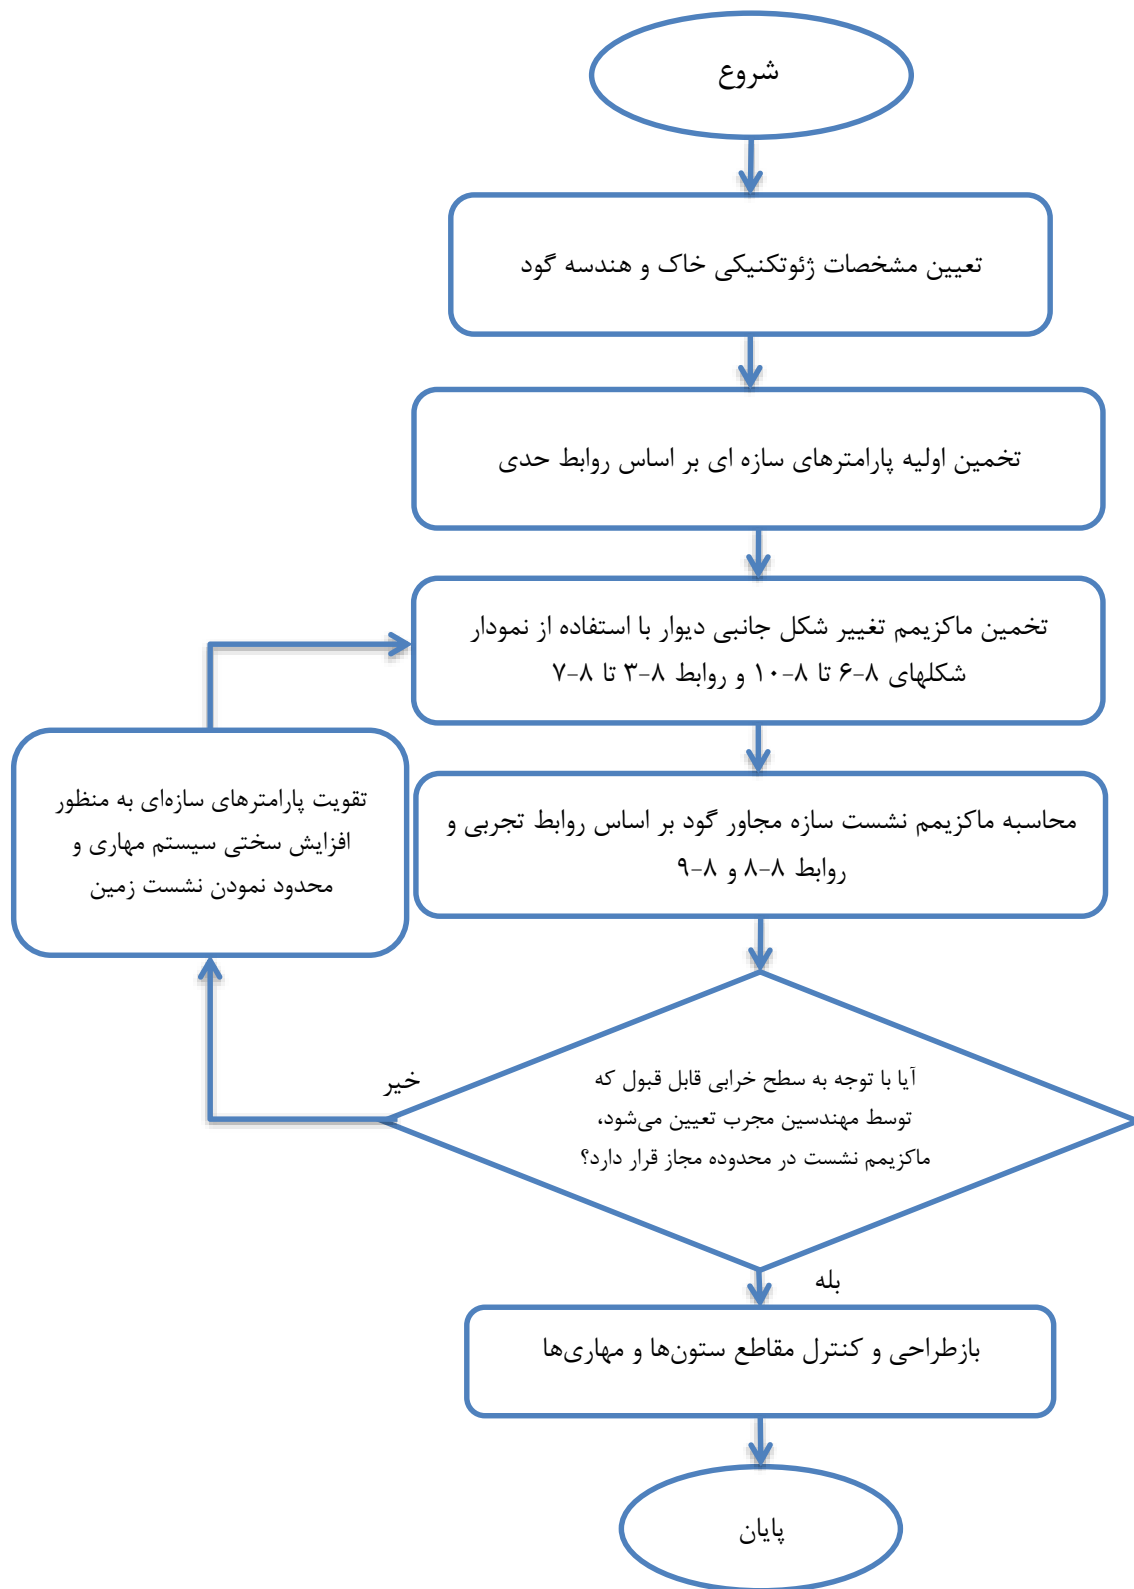 شروع
تعیین مشخصات ژئوتکنیکی خاک و هندسه گود
تخمین اولیه پارامترهای سازه ای بر اساس روابط حدی
تخمین ماکزیمم تغییر شکل جانبی دیوار با استفاده از نمودار
شکلهای ۸-۶ تا ۸-۱۰ و روابط ۸-۳ تا ۸-۷
محاسبه ماکزیمم نشست سازه مجاور گود بر اساس روابط تجربی و
روابط ۸-۸ و ۸-۹
تقویت پارامترهای سازه‌ای به منظور
افزایش سختی سیستم مهاری و
محدود نمودن نشست زمین
آیا با توجه به سطح خرابی قابل قبول که
توسط مهندسین مجرب تعیین می‌شود،
ماکزیمم نشست در محدوده مجاز قرار دارد؟
خیر
بله
بازطراحی و کنترل مقاطع ستون‌ها و مهاری‌ها
پایان